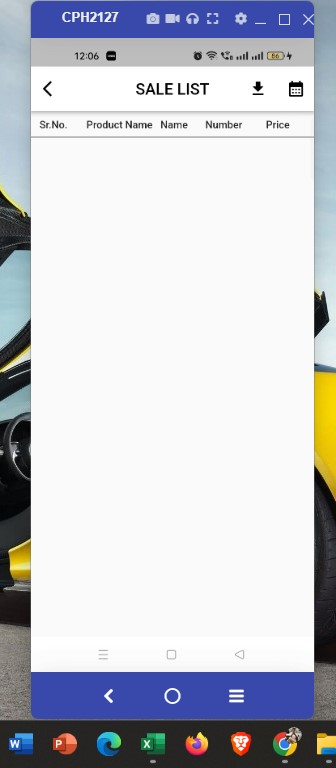 CPH2127
12:06 86
SALE LIST
Sr.No. Product Name Name Number Price